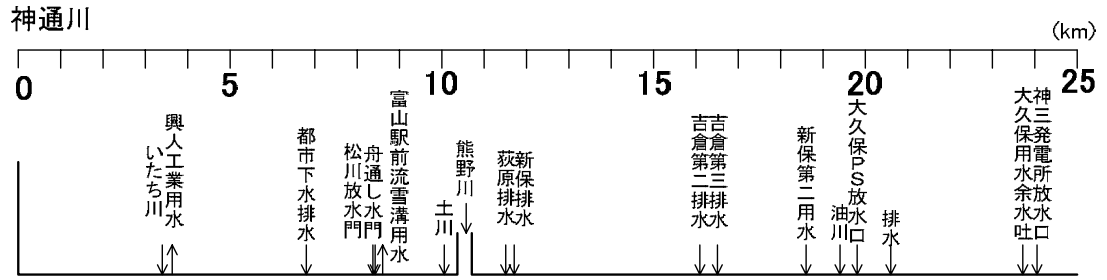 神通川
(km)
0 5 10 15 20 25
いたち川
興人工業用水
都市下水排水
松川放水門
舟通し水門
富山駅前流雪溝用水
土川
熊野川
荻原排水
新保排水
吉倉第二排水
吉倉第三排水
新保第二用水
油川
大久保PS放水口
排水
大久保用水余水吐
神三発電所放水口